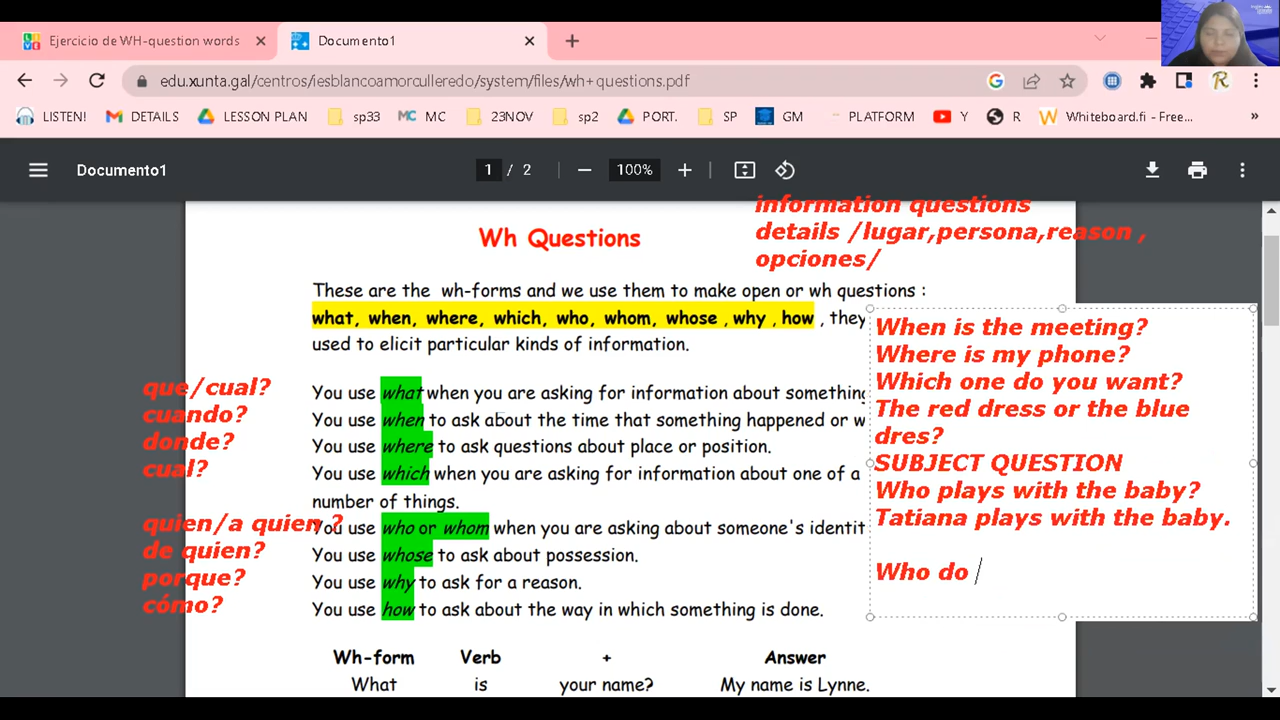 Ejercicio de WH-question words
Documento1
edu.xunta.gal/centros/iesblancoamorculleredo/system/files/wh+questions.pdf
LISTEN!
DETAILS
LESSON PLAN
sp33
MC
MC
23NOV
sp2
PORT.
SP
GM
PLATFORM
Y
R
Whiteboard.fi - Free...
»
Documento1
1 / 2
100%
information questions
details /lugar,persona,reason ,
opciones/
Wh Questions
These are the wh-forms and we use them to make open or wh questions :
what, when, where, which, who, whom, whose , why , how , they
used to elicit particular kinds of information.
que/cual?
cuando?
donde?
cual?
quien/a quien ?
de quien?
porque?
cómo?
You use what when you are asking for information about something
You use when to ask about the time that something happened or w
You use where to ask questions about place or position.
You use which when you are asking for information about one of a
number of things.
You use who or whom when you are asking about someone's identit
You use whose to ask about possession.
You use why to ask for a reason.
You use how to ask about the way in which something is done.
When is the meeting?
Where is my phone?
Which one do you want?
The red dress or the blue
dres?
SUBJECT QUESTION
Who plays with the baby?
Tatiana plays with the baby.
Who do
Wh-form Verb + Answer
What is your name? My name is Lynne.